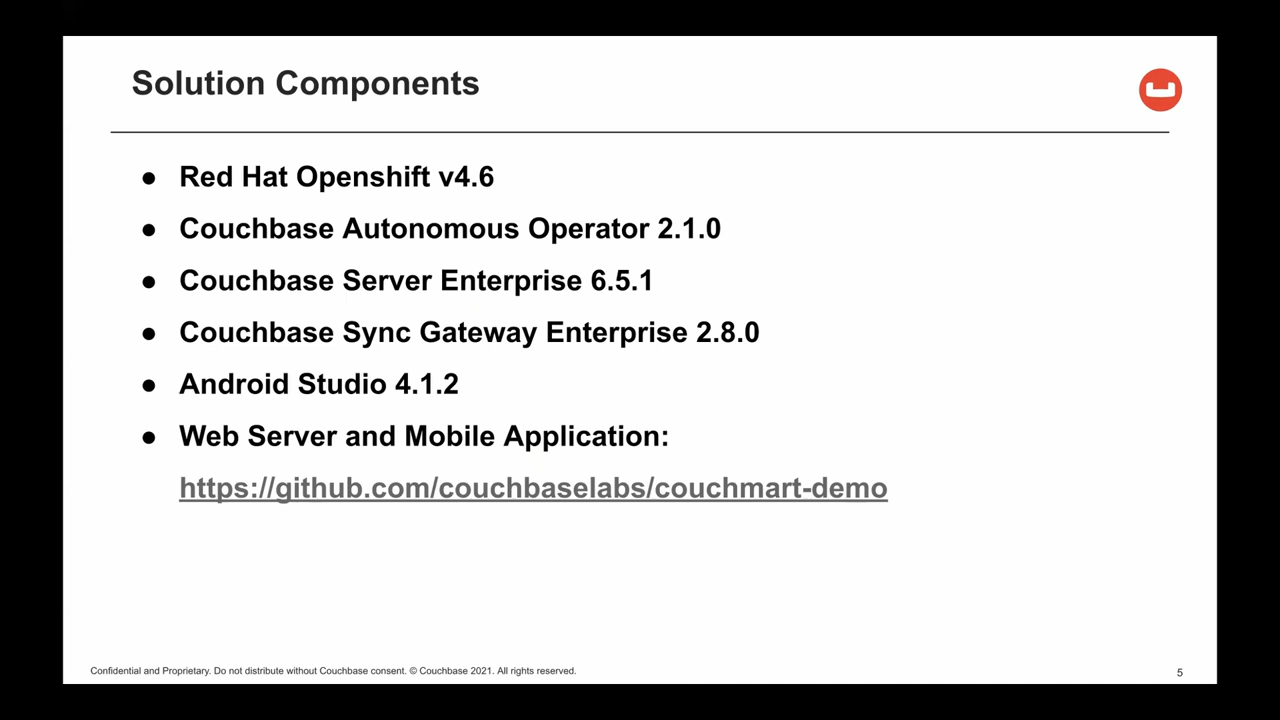 Solution Components
● Red Hat Openshift v4.6
● Couchbase Autonomous Operator 2.1.0
● Couchbase Server Enterprise 6.5.1
● Couchbase Sync Gateway Enterprise 2.8.0
● Android Studio 4.1.2
● Web Server and Mobile Application:
https://github.com/couchbaselabs/couchmart-demo
Confidential and Proprietary. Do not distribute without Couchbase consent. © Couchbase 2021. All rights reserved.
5